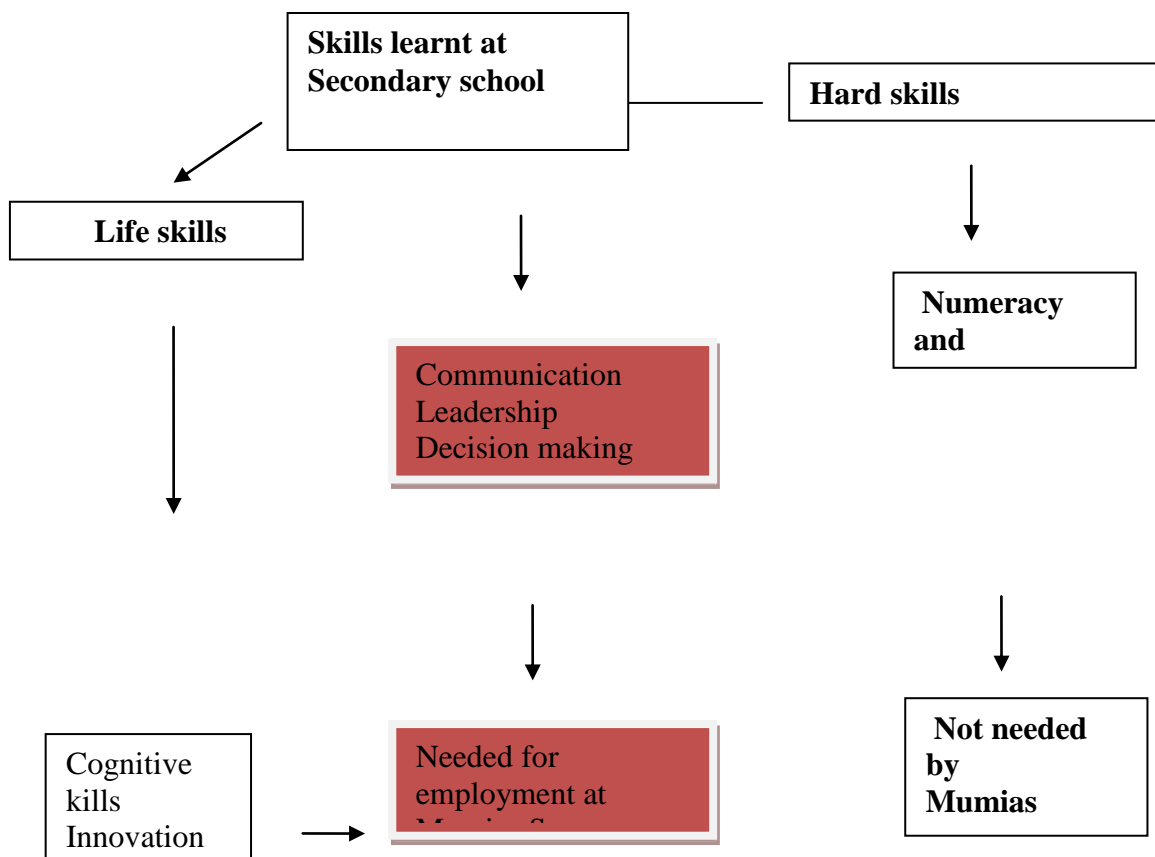 Skills learnt at
Secondary school
Hard skills
Life skills
Numeracy
and
Communication
Leadership
Decision making
Not needed
by
Mumias
Needed for
employment at
Cognitive
kills
Innovation